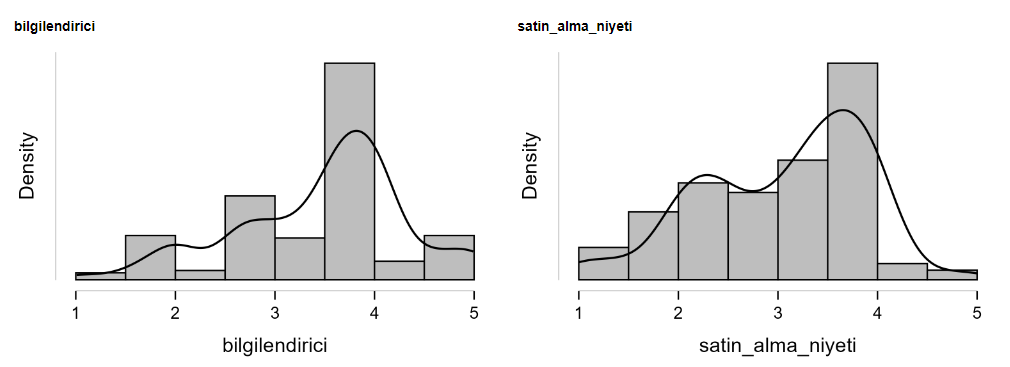 bilgilendirici
Density
1 2 3 4 5
bilgilendirici
satin_alma_niyeti
Density
1 2 3 4 5
satin_alma_niyeti